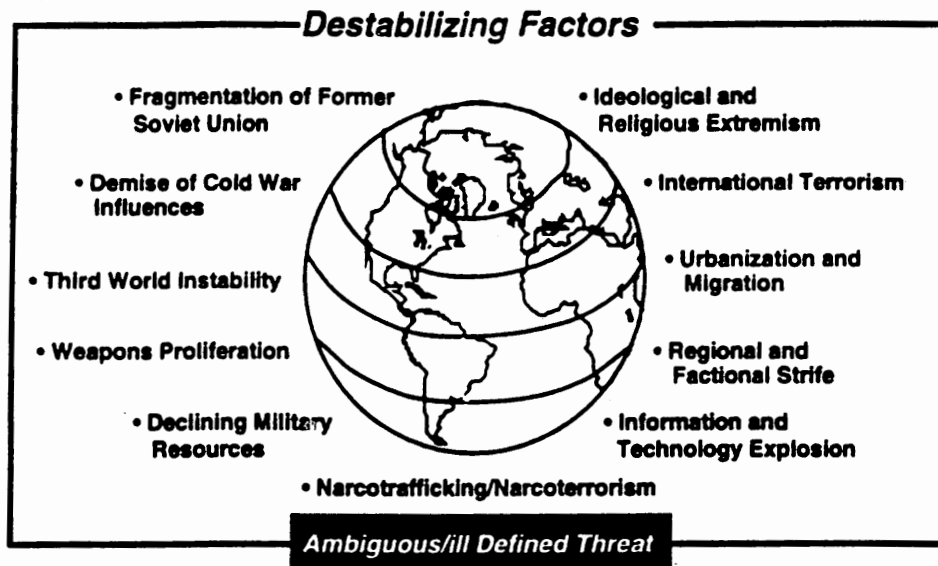 Destabilizing Factors
• Fragmentation of Former
Soviet Union
• Demise of Cold War
Influences
• Third World Instability
• Weapons Proliferation
• Declining Military
Resources
• Ideological and
Religious Extremism
• International Terrorism
• Urbanization and
Migration
• Regional and
Factional Strife
• Information and
Technology Explosion
• Narcotrafficking/Narcoterrorism
Ambiguous/ill Defined Threat